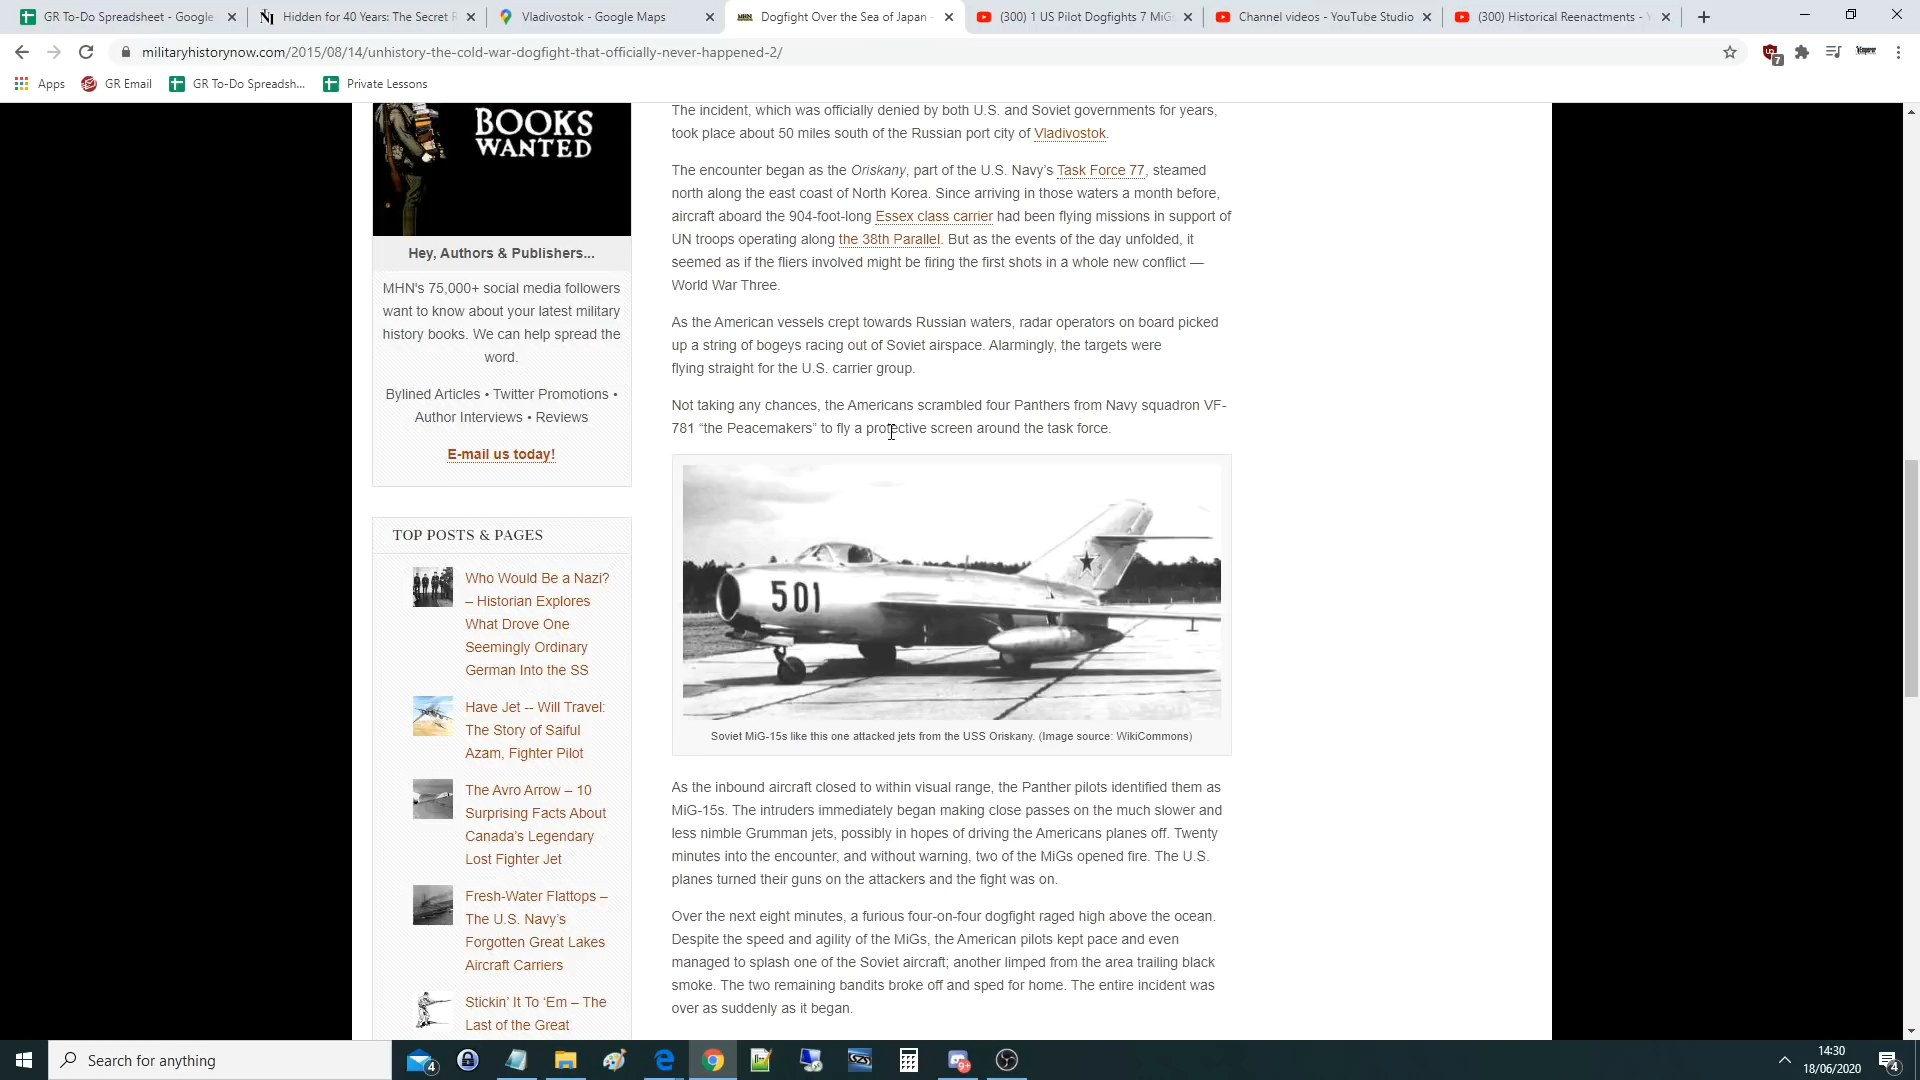 GR To-Do Spreadsheet - Google
Hidden for 40 Years: The Secret R
Vladivostok - Google Maps
Dogfight Over the Sea of Japan -
(300) 1 US Pilot Dogfights 7 MiG
Channel videos - YouTube Studio
(300) Historical Reenactments - Y
militaryhistorynow.com/2015/08/14/unhistory-the-cold-war-dogfight-that-officially-never-happened-2/
7
Apps
GR Email
GR To-Do Spreadsh...
Private Lessons
BOOKS
WANTED
Hey, Authors & Publishers...
MHN's 75,000+ social media followers
want to know about your latest military
history books. We can help spread the
word.
Bylined Articles • Twitter Promotions •
Author Interviews • Reviews
E-mail us today!
TOP POSTS & PAGES
Who Would Be a Nazi?
– Historian Explores
What Drove One
Seemingly Ordinary
German Into the SS
Have Jet -- Will Travel:
The Story of Saiful
Azam, Fighter Pilot
The Avro Arrow – 10
Surprising Facts About
Canada's Legendary
Lost Fighter Jet
Fresh-Water Flattops –
The U.S. Navy's
Forgotten Great Lakes
Aircraft Carriers
Stickin' It To 'Em – The
Last of the Great
The incident, which was officially denied by both U.S. and Soviet governments for years,
took place about 50 miles south of the Russian port city of Vladivostok.
The encounter began as the Oriskany, part of the U.S. Navy's Task Force 77, steamed
north along the east coast of North Korea. Since arriving in those waters a month before,
aircraft aboard the 904-foot-long Essex class carrier had been flying missions in support of
UN troops operating along the 38th Parallel. But as the events of the day unfolded, it
seemed as if the fliers involved might be firing the first shots in a whole new conflict —
World War Three.
As the American vessels crept towards Russian waters, radar operators on board picked
up a string of bogeys racing out of Soviet airspace. Alarmingly, the targets were
flying straight for the U.S. carrier group.
Not taking any chances, the Americans scrambled four Panthers from Navy squadron VF-
781 “the Peacemakers” to fly a protective screen around the task force.
501
Soviet MiG-15s like this one attacked jets from the USS Oriskany. (Image source: WikiCommons)
As the inbound aircraft closed to within visual range, the Panther pilots identified them as
MiG-15s. The intruders immediately began making close passes on the much slower and
less nimble Grumman jets, possibly in hopes of driving the Americans planes off. Twenty
minutes into the encounter, and without warning, two of the MiGs opened fire. The U.S.
planes turned their guns on the attackers and the fight was on.
Over the next eight minutes, a furious four-on-four dogfight raged high above the ocean.
Despite the speed and agility of the MiGs, the American pilots kept pace and even
managed to splash one of the Soviet aircraft; another limped from the area trailing black
smoke. The two remaining bandits broke off and sped for home. The entire incident was
over as suddenly as it began.
Search for anything
4
9+
14:30
18/06/2020
4